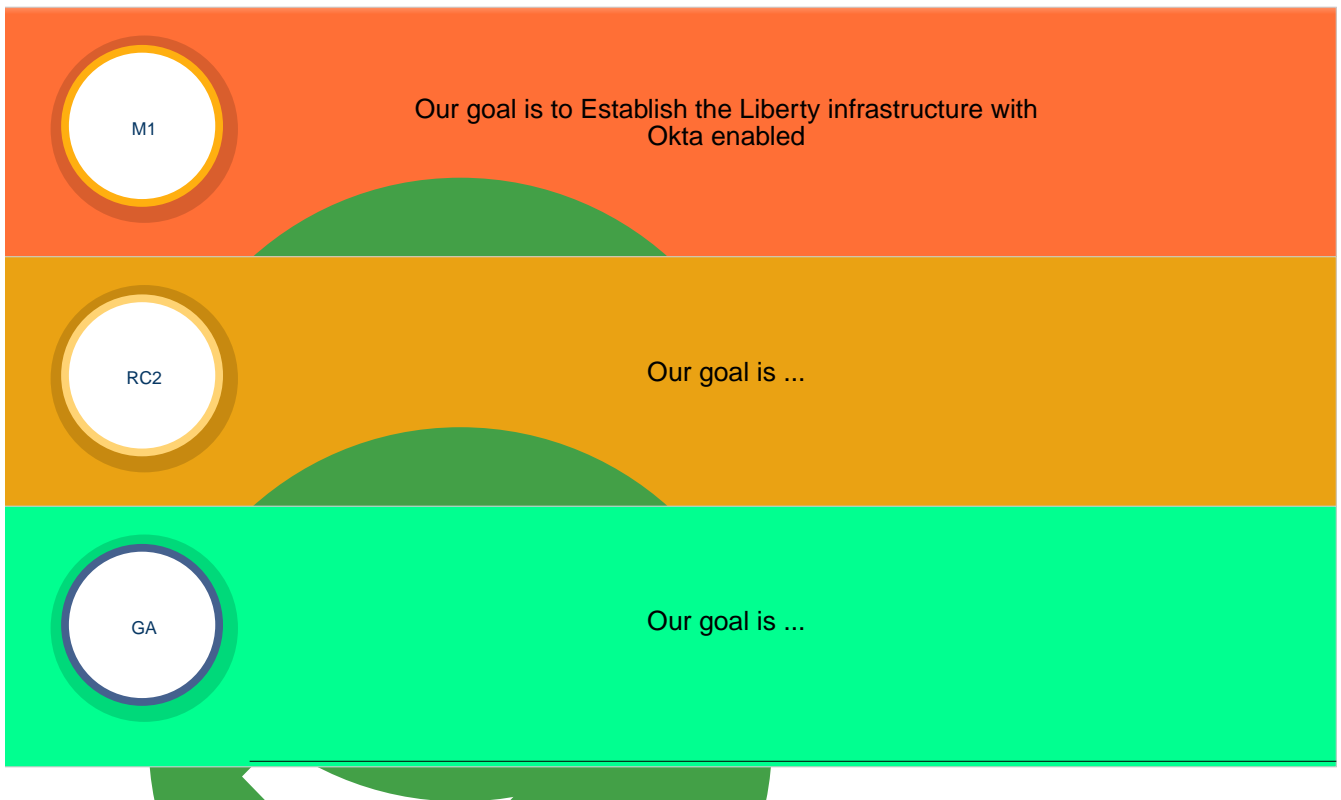 M1
Our goal is to Establish the Liberty infrastructure with
Okta enabled
RC2
Our goal is ...
GA
Our goal is ...